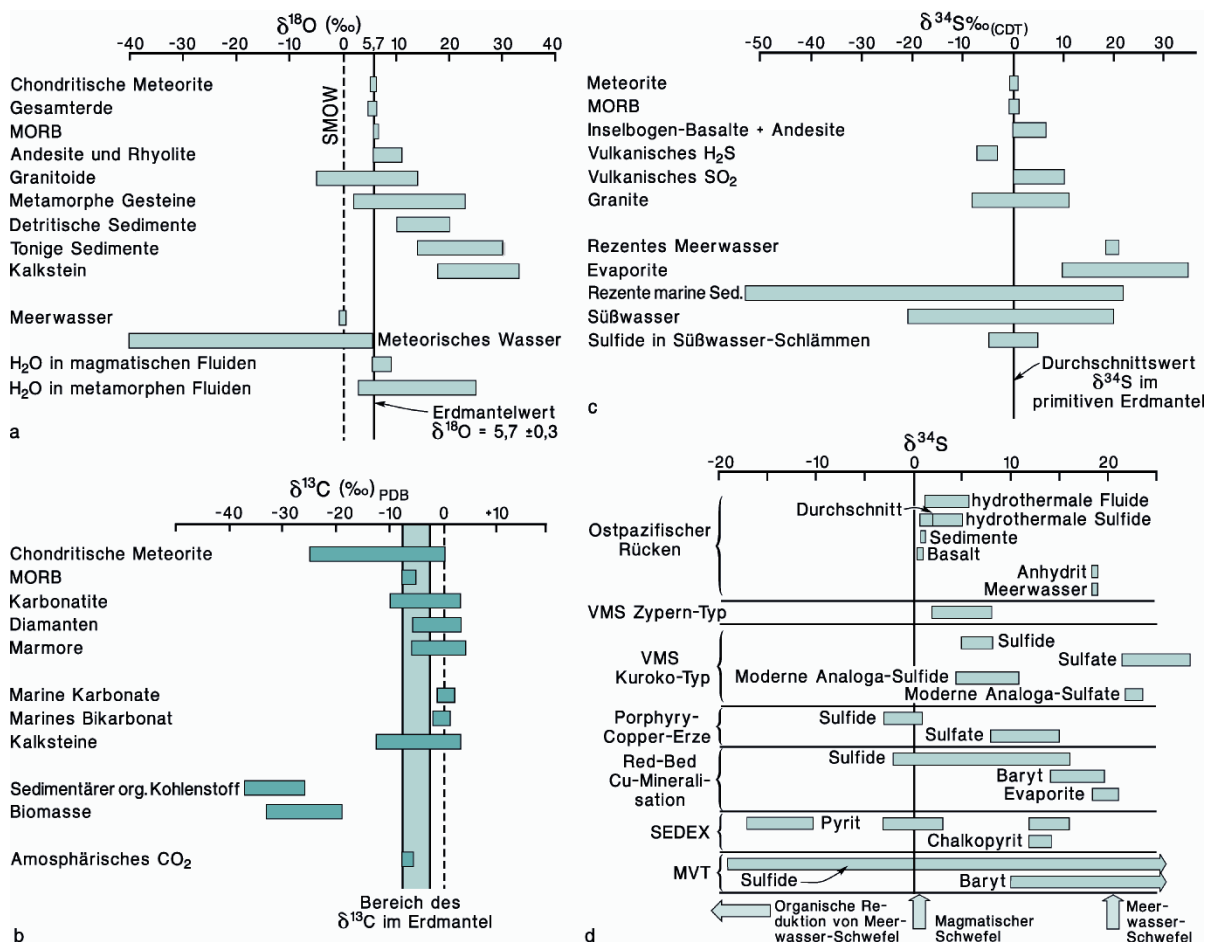 δ¹⁸O (‰)
-40 -30 -20 -10 0 5,7 10 20 30 40
SMOW
Chondritische Meteorite
Gesamterde
MORB
Andesite und Rhyolite
Granitoide
Metamorphe Gesteine
Detritische Sedimente
Tonige Sedimente
Kalkstein
Meerwasser
Meteorisches Wasser
H₂O in magmatischen Fluiden
H₂O in metamorphen Fluiden
Erdmantelwert
δ¹⁸O = 5,7 ±0,3
a
δ³⁴S‰(CDT)
-50 -20 -10 0 10 20 30
Meteorite
MORB
Inselbogen-Basalte + Andesite
Vulkanisches H₂S
Vulkanisches SO₂
Granite
Rezentes Meerwasser
Evaporite
Rezente marine Sed.
Süßwasser
Sulfide in Süßwasser-Schlämmen
Durchschnittswert
δ³⁴S im
primitiven Erdmantel
c
δ¹³C (‰) PDB
-30 -20 -10 0 +10
Chondritische Meteorite
MORB
Karbonatite
Diamanten
Marmore
Marine Karbonate
Marines Bikarbonat
Kalksteine
Sedimentärer org. Kohlenstoff
Biomasse
Amosphärisches CO₂
Bereich des
δ¹³C im Erdmantel
b
δ³⁴S
-20 -10 0 10 20
Ostpazifischer
Rücken
hydrothermale Fluide
Durchschnitt
hydrothermale Sulfide
Sedimente
Basalt
Anhydrit
Meerwasser
VMS Zypern-Typ
VMS
Kuroko-Typ
Sulfide
Sulfate
Moderne Analoga-Sulfide
Moderne Analoga-Sulfate
Porphyry-
Copper-Erze
Sulfide
Sulfate
Red-Bed
Cu-Minerali-
sation
Sulfide
Baryt
Evaporite
SEDEX
Pyrit
Chalkopyrit
MVT
Sulfide
Baryt
Organische Re-
duktion von Meer-
wasser-Schwefel
Magmatischer
Schwefel
Meer-
wasser-
Schwefel
d